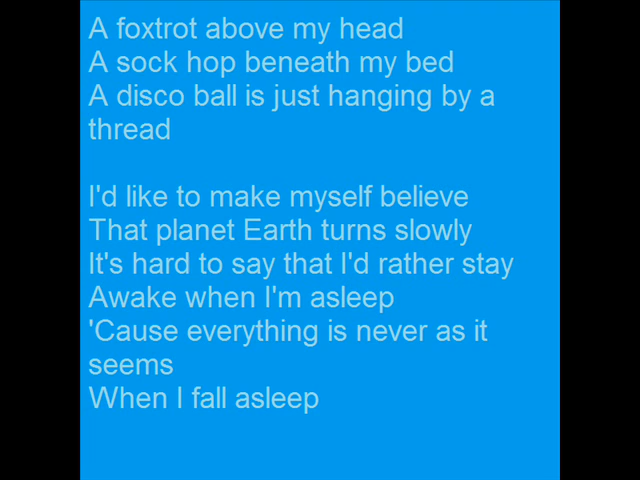 A foxtrot above my head
A sock hop beneath my bed
A disco ball is just hanging by a
thread
I'd like to make myself believe
That planet Earth turns slowly
It's hard to say that I'd rather stay
Awake when I'm asleep
'Cause everything is never as it
seems
When I fall asleep